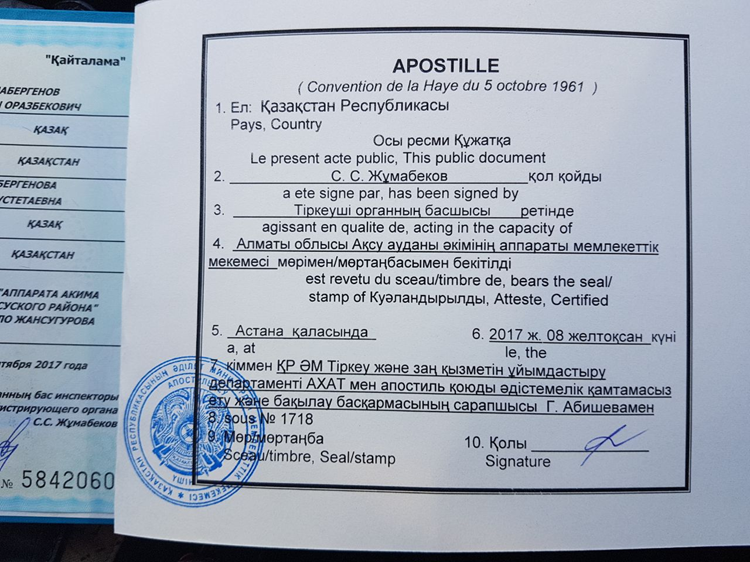 "Қайталама"
АБЕРГЕНОВ
ОРАЗБЕКОВИЧ
ҚАЗАҚ
ҚАЗАҚСТАН
БЕРГЕНОВА
УСТЕТАЕВНА
ҚАЗАҚ
ҚАЗАҚСТАН
"АППАРАТА АКИМА
СУСКОГО РАЙОНА"
ЛО ЖАНСУГУРОВА
тября 2017 года
анның бас инспекторы
истрирующего органа
С.С. Жұмабеков
№ 5842060
APOSTILLE
( Convention de la Haye du 5 octobre 1961 )
1. Ел: Қазақстан Республикасы
Pays, Country
Осы ресми Құжатқа
Le present acte public, This public document
2. С. С. Жұмабеков қол қойды
a ete signe par, has been signed by
3. Тіркеуші органның басшысы ретінде
agissant en qualite de, acting in the capacity of
4. Алматы облысы Ақсу ауданы әкімінің аппараты мемлекеттік
мекемесі мөрімен/мөртаңбасымен бекітілді
est revetu du sceau/timbre de, bears the seal/
stamp of Куәландырылды, Atteste, Certified
5. Астана қаласында 6. 2017 ж. 08 желтоқсан күні
a, at le, the
7. кіммен ҚР ӘМ Тіркеу және заң қызметін ұйымдастыру
департаменті АХАТ мен апостиль қоюды әдістемелік қамтамасыз
ету және бақылау басқармасының сарапшысы Г. Абишевамен
8. /sous № 1718
9. Мөр/мөртаңба 10. Қолы
Sceau/timbre, Seal/stamp Signature